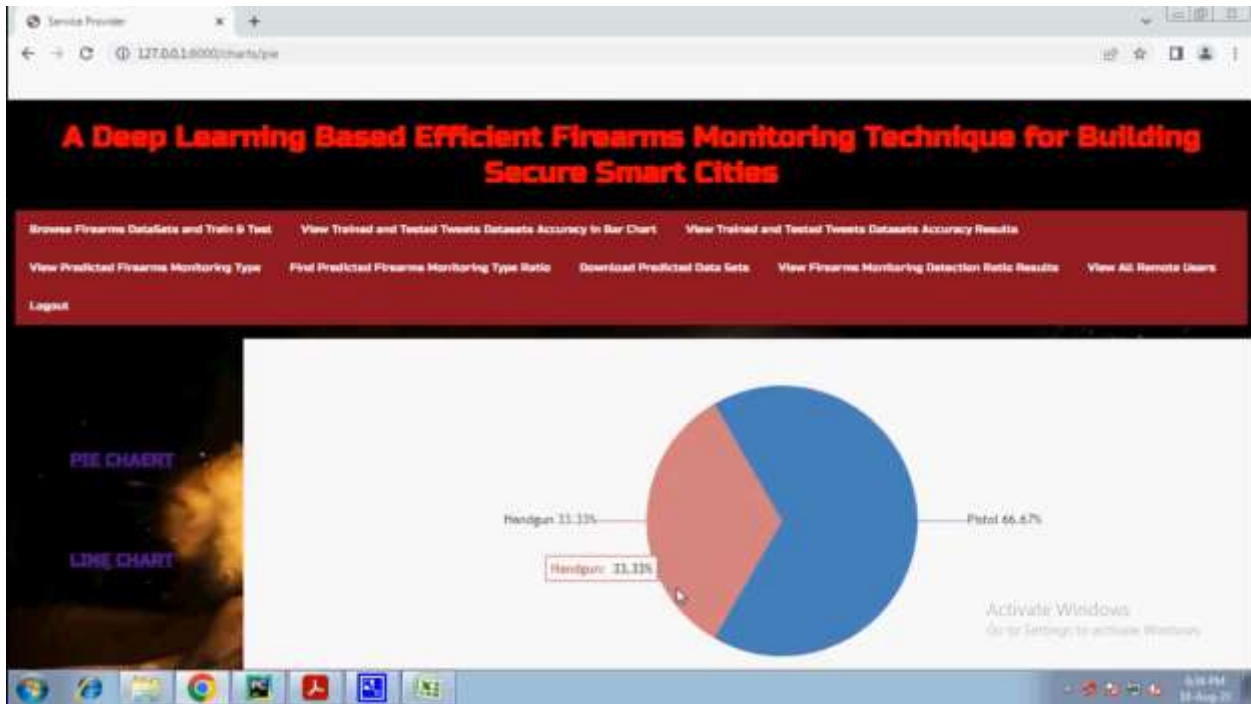 Service Provider
127.0.0.1:8000/charts/pie
A Deep Learning Based Efficient Firearms Monitoring Technique for Building
Secure Smart Cities
Browse Firearms DataSets and Train & Test View Trained and Tested Tweets Datasets Accuracy in Bar Chart View Trained and Tested Tweets Datasets Accuracy Results
View Predicted Firearms Monitoring Type Find Predicted Firearms Monitoring Type Ratio Download Predicted Data Sets View Firearms Monitoring Detection Ratio Results View All Remote Users
Logout
PIE CHAERT
LINE CHART
Handgun 33.33%
Pistol 66.67%
Handgun: 33.33%
Activate Windows
Go to Settings to activate Windows.
PM